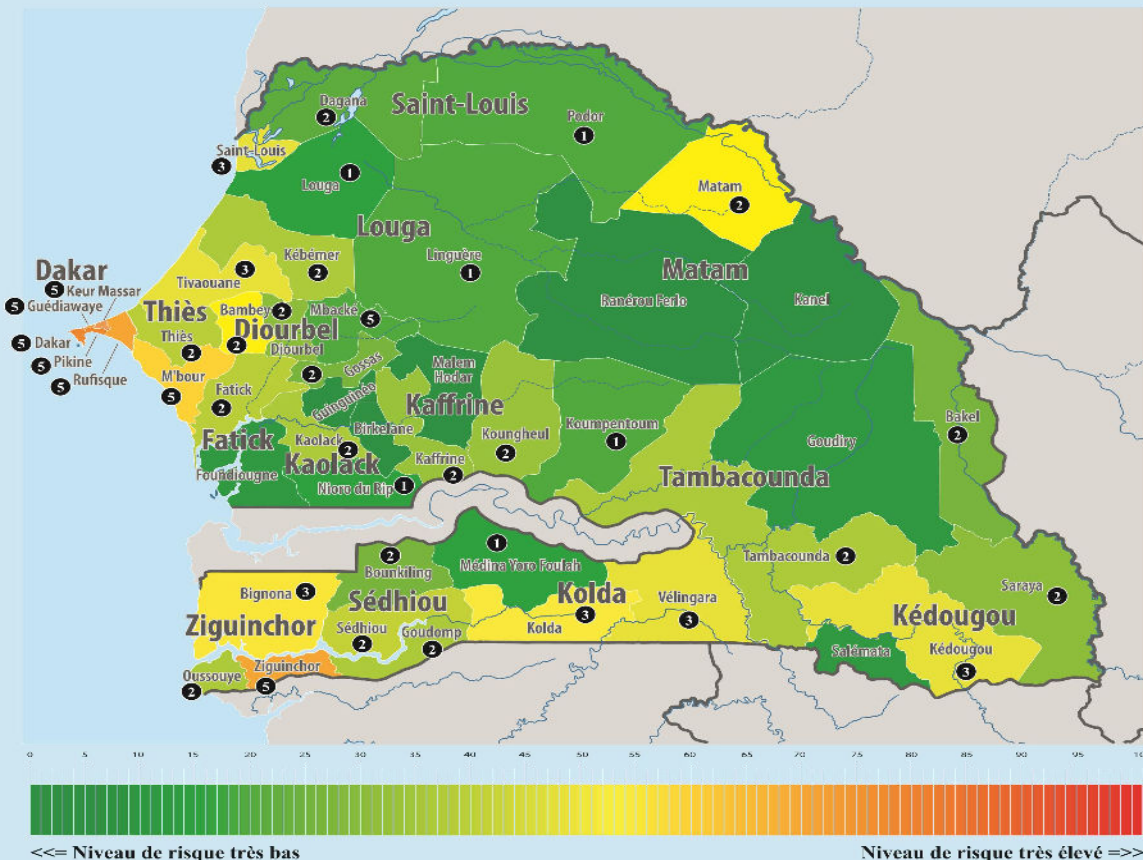 Saint-Louis
Dagana
2
Podor
1
Saint-Louis
3
Louga
1
Matam
2
Louga
Kébémer
2
Linguère
1
Matam
Ranérou Ferlo
Kanel
Tivaouane
3
Dakar
5 Keur Massar
5 Guédiawaye
5 Dakar
Pikine
5
Rufisque
5
Thiès
Thiès
2
Bambey
2
Diourbel
2
Diourbel
Mbacké
5
M'bour
5
Fatick
2
Gossas
2
Guinguinéo
Malem
Hodar
Kaffrine
Birkelane
Koungheul
2
Koumpentoum
1
Goudiry
Bakel
2
Fatick
Foundiougne
Kaolack
2
Kaolack
Kaffrine
2
Nioro du Rip
1
Tambacounda
Tambacounda
2
Saraya
2
2
Bounkiling
1
Médina Yoro Foulah
Bignona 3
Sédhiou
Kolda
3
Kolda
Vélingara
3
Kédougou
Ziguinchor
Sédhiou
2
Goudomp
2
Salémata
Kédougou
3
Oussouye
2
Ziguinchor
5
0 5 10 15 20 25 30 35 40 45 50 55 60 65 70 75 80 85 90 95 10
<<= Niveau de risque très bas
Niveau de risque très élevé =>>